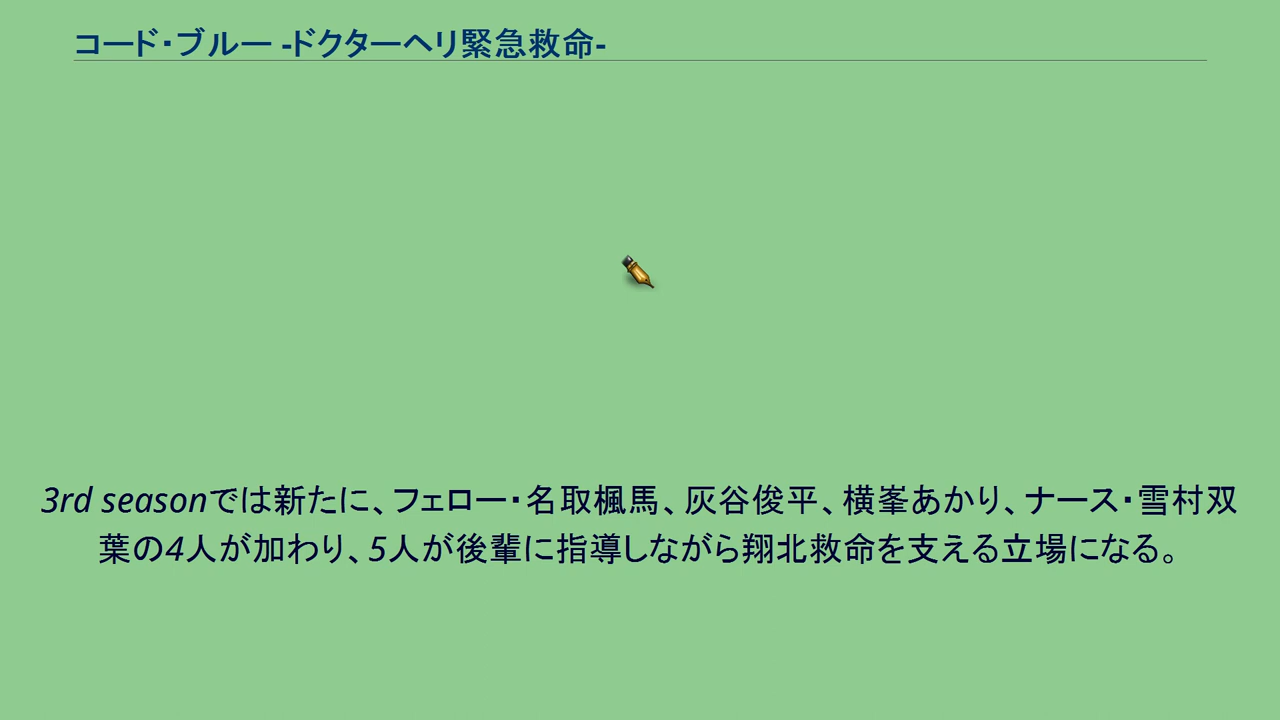 コード・ブルー -ドクターヘリ緊急救命-
3rd seasonでは新たに、フェロー・名取楓馬、灰谷俊平、横峯あかり、ナース・雪村双
葉の4人が加わり、5人が後輩に指導しながら翔北救命を支える立場になる。